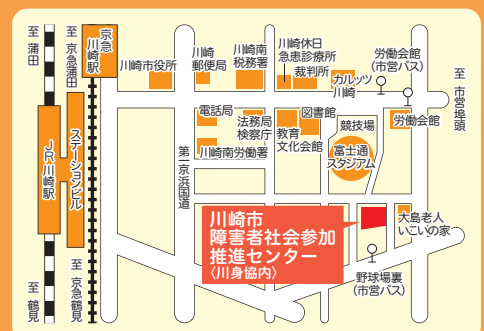 至 蒲田
至 京急蒲田
京急
川崎駅
川崎市役所
川崎
郵便局
川崎南
税務署
川崎休日
急患診療所
裁判所
カルッツ
川崎
労働会館
(市営バス)
至 市営埠頭
電話局
法務局
検察庁
図書館
教育
文化会館
競技場
労働会館
富士通
スタジアム
川崎南労働署
第一京浜国道
JR川崎駅
ステーションビル
川崎市
障害者社会参加
推進センター
〈川身協内〉
大島老人
いこいの家
野球場裏
(市営バス)
至 鶴見
至 京急鶴見